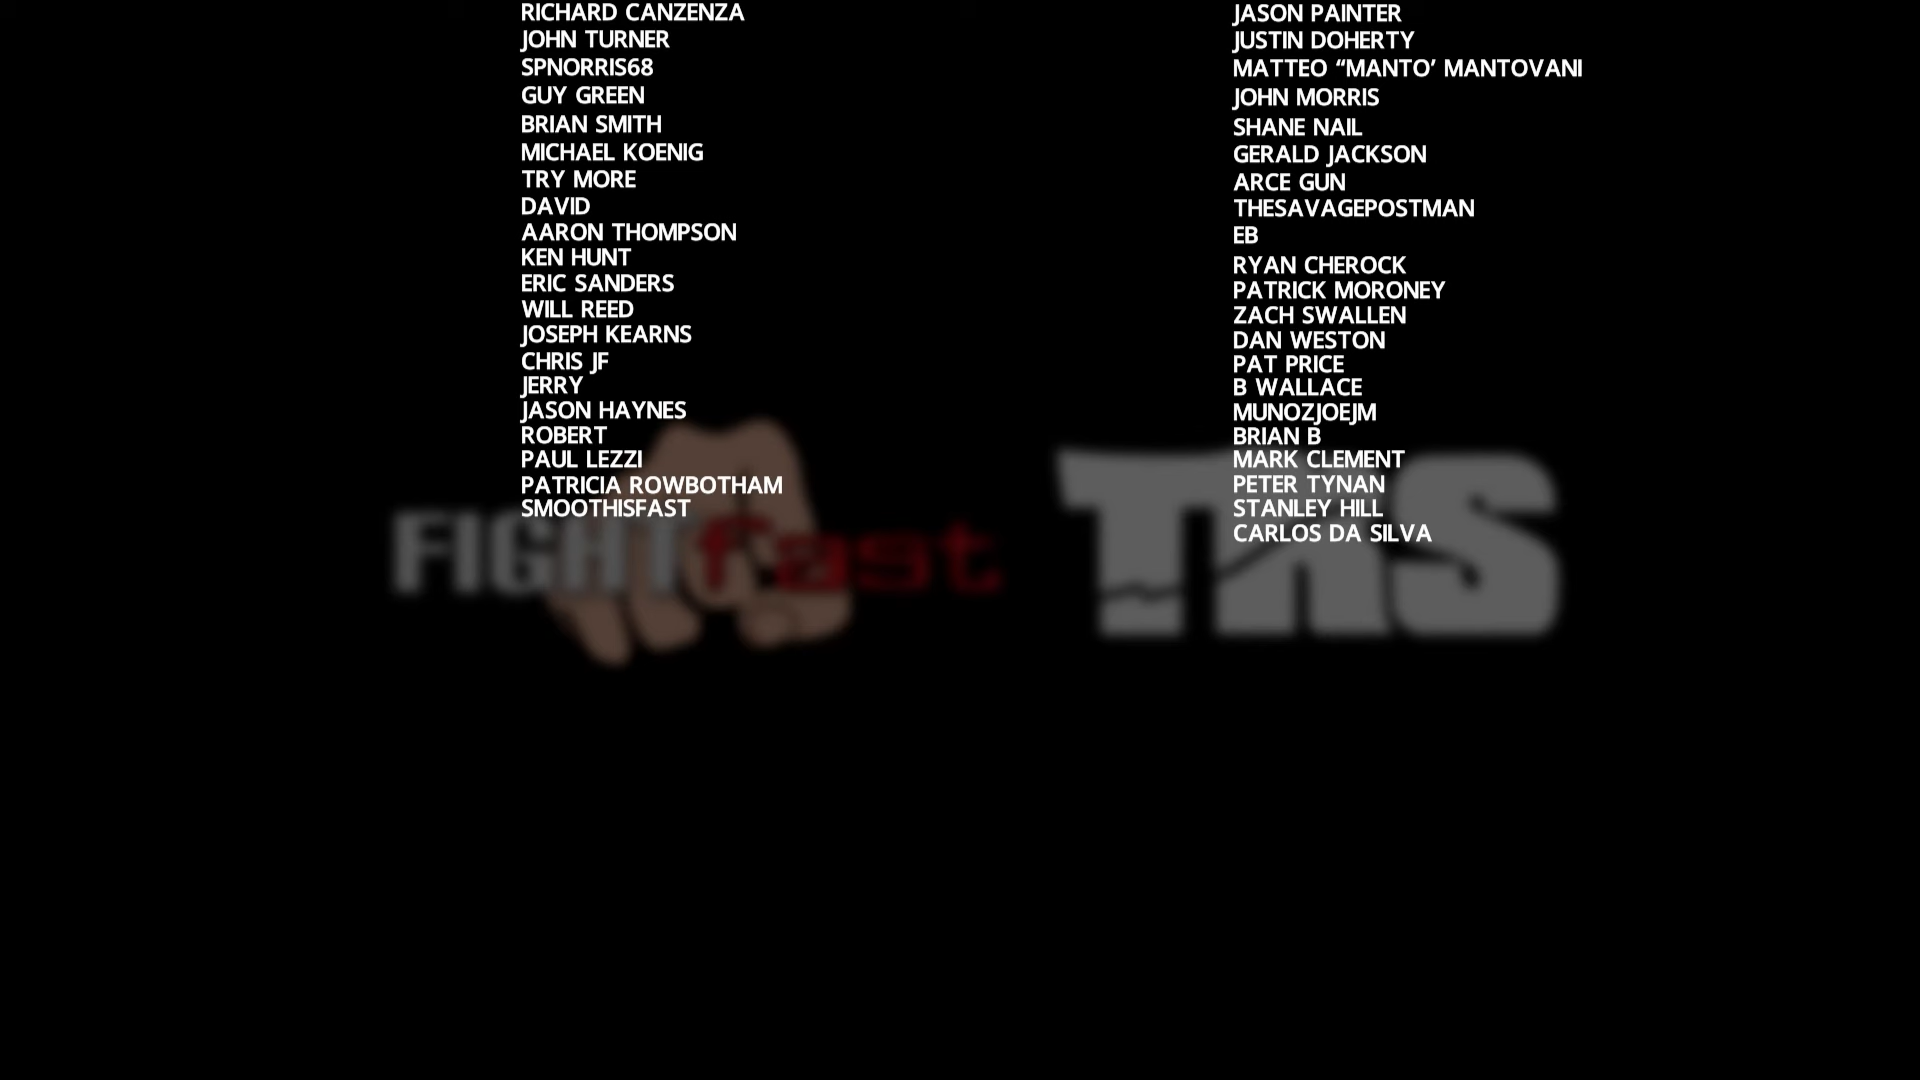 RICHARD CANZENZA
JOHN TURNER
SPNORRIS68
GUY GREEN
BRIAN SMITH
MICHAEL KOENIG
TRY MORE
DAVID
AARON THOMPSON
KEN HUNT
ERIC SANDERS
WILL REED
JOSEPH KEARNS
CHRIS JF
JERRY
JASON HAYNES
ROBERT
PAUL LEZZI
PATRICIA ROWBOTHAM
SMOOTHISFAST
JASON PAINTER
JUSTIN DOHERTY
MATTEO “MANTO’ MANTOVANI
JOHN MORRIS
SHANE NAIL
GERALD JACKSON
ARCE GUN
THESAVAGEPOSTMAN
EB
RYAN CHEROCK
PATRICK MORONEY
ZACH SWALLEN
DAN WESTON
PAT PRICE
B WALLACE
MUNOZJOEJM
BRIAN B
MARK CLEMENT
PETER TYNAN
STANLEY HILL
CARLOS DA SILVA
FIGHTfast
TRS